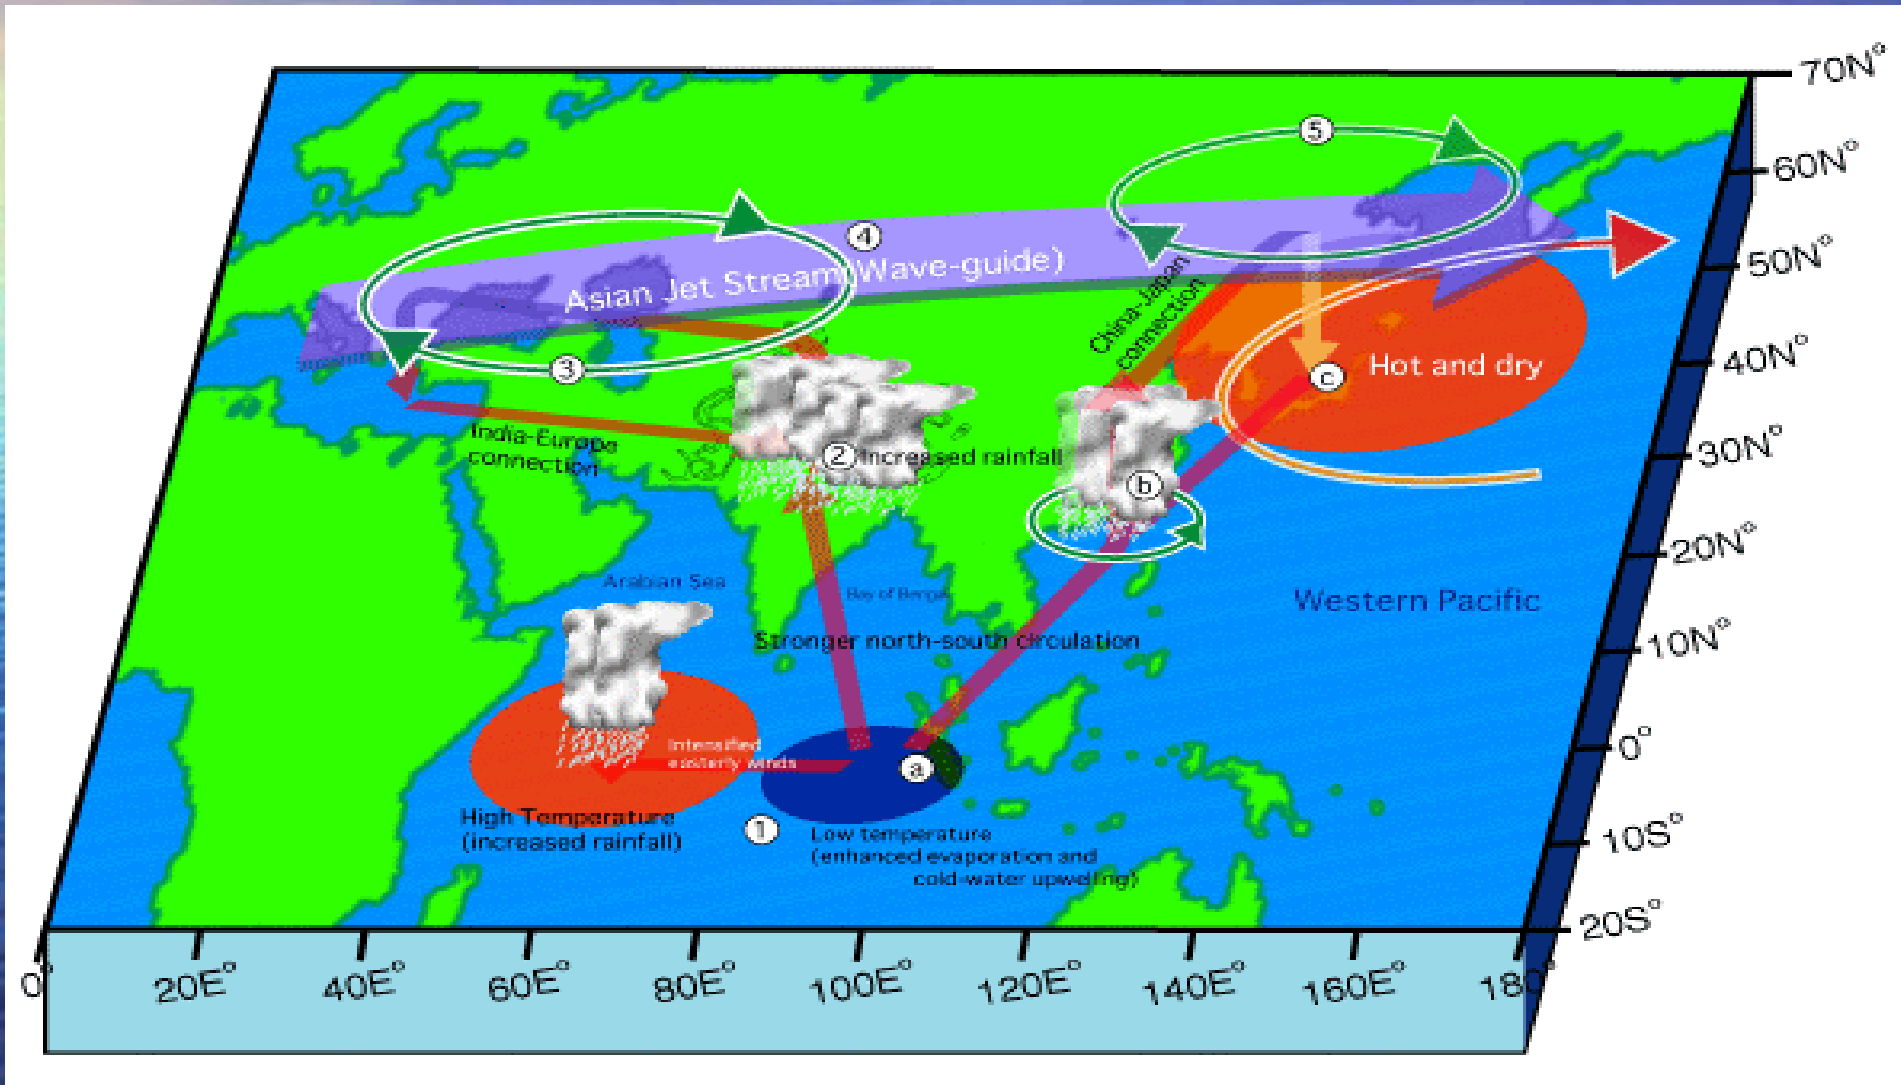 70N°
60N°
50N°
40N°
30N°
20N°
10N°
0°
10S°
20S°
5
4
Asian Jet Stream(Wave-guide)
China-Japan
connection
3
c
Hot and dry
India-Europe
connection
2
Increased rainfall
b
Arabian Sea
Bay of Bengal
Western Pacific
Stronger north-south circulation
Intensified
easterly winds
a
High Temperature
(increased rainfall)
1
Low temperature
(enhanced evaporation and
cold-water upwelling)
0°
20E°
40E°
60E°
80E°
100E°
120E°
140E°
160E°
180°